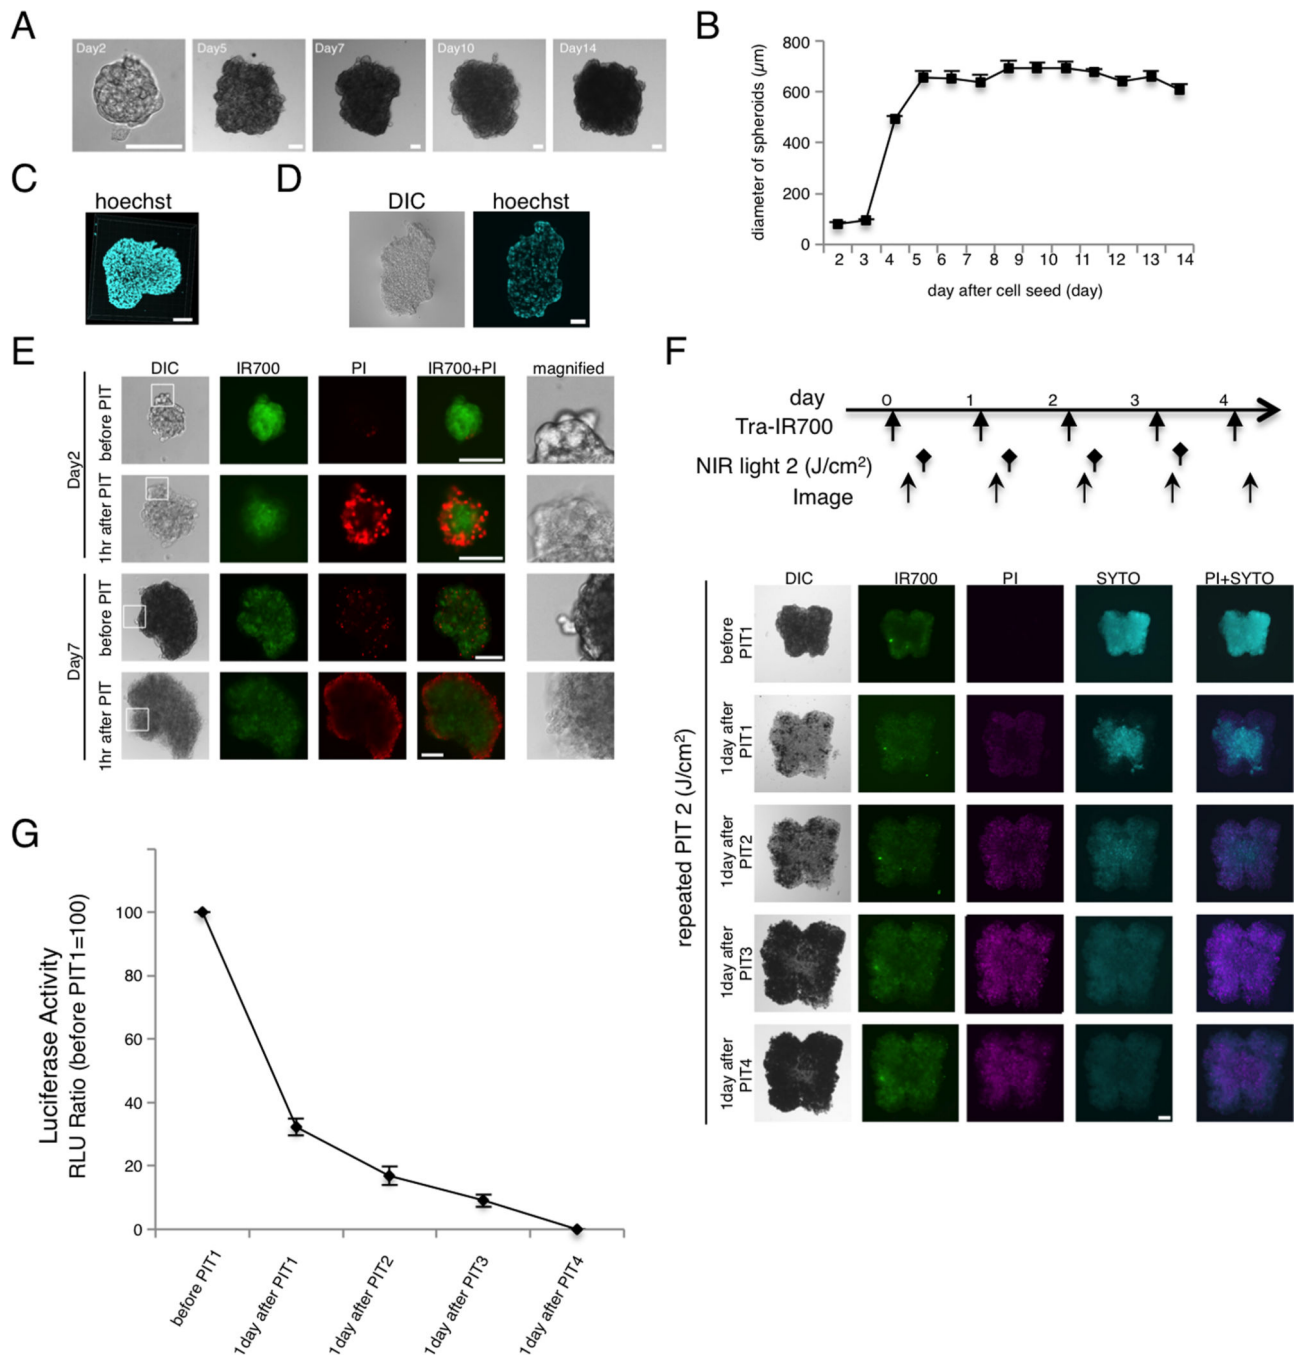 A
Day2 Day5 Day7 Day10 Day14
B
diameter of spheroids (µm)
800
600
400
200
0
2 3 4 5 6 7 8 9 10 11 12 13 14
day after cell seed (day)
C
hoechst
D
DIC hoechst
E
DIC IR700 PI IR700+PI magnified
Day2
before PIT
1hr after PIT
Day7
before PIT
1hr after PIT
F
day 0 1 2 3 4
Tra-IR700
NIR light 2 (J/cm²)
Image
DIC IR700 PI SYTO PI+SYTO
repeated PIT 2 (J/cm²)
before
PIT1
1day after
PIT1
1day after
PIT2
1day after
PIT3
1day after
PIT4
G
Luciferase Activity
RLU Ratio (before PIT1=100)
100
80
60
40
20
0
before PIT1
1day after PIT1
1day after PIT2
1day after PIT3
1day after PIT4